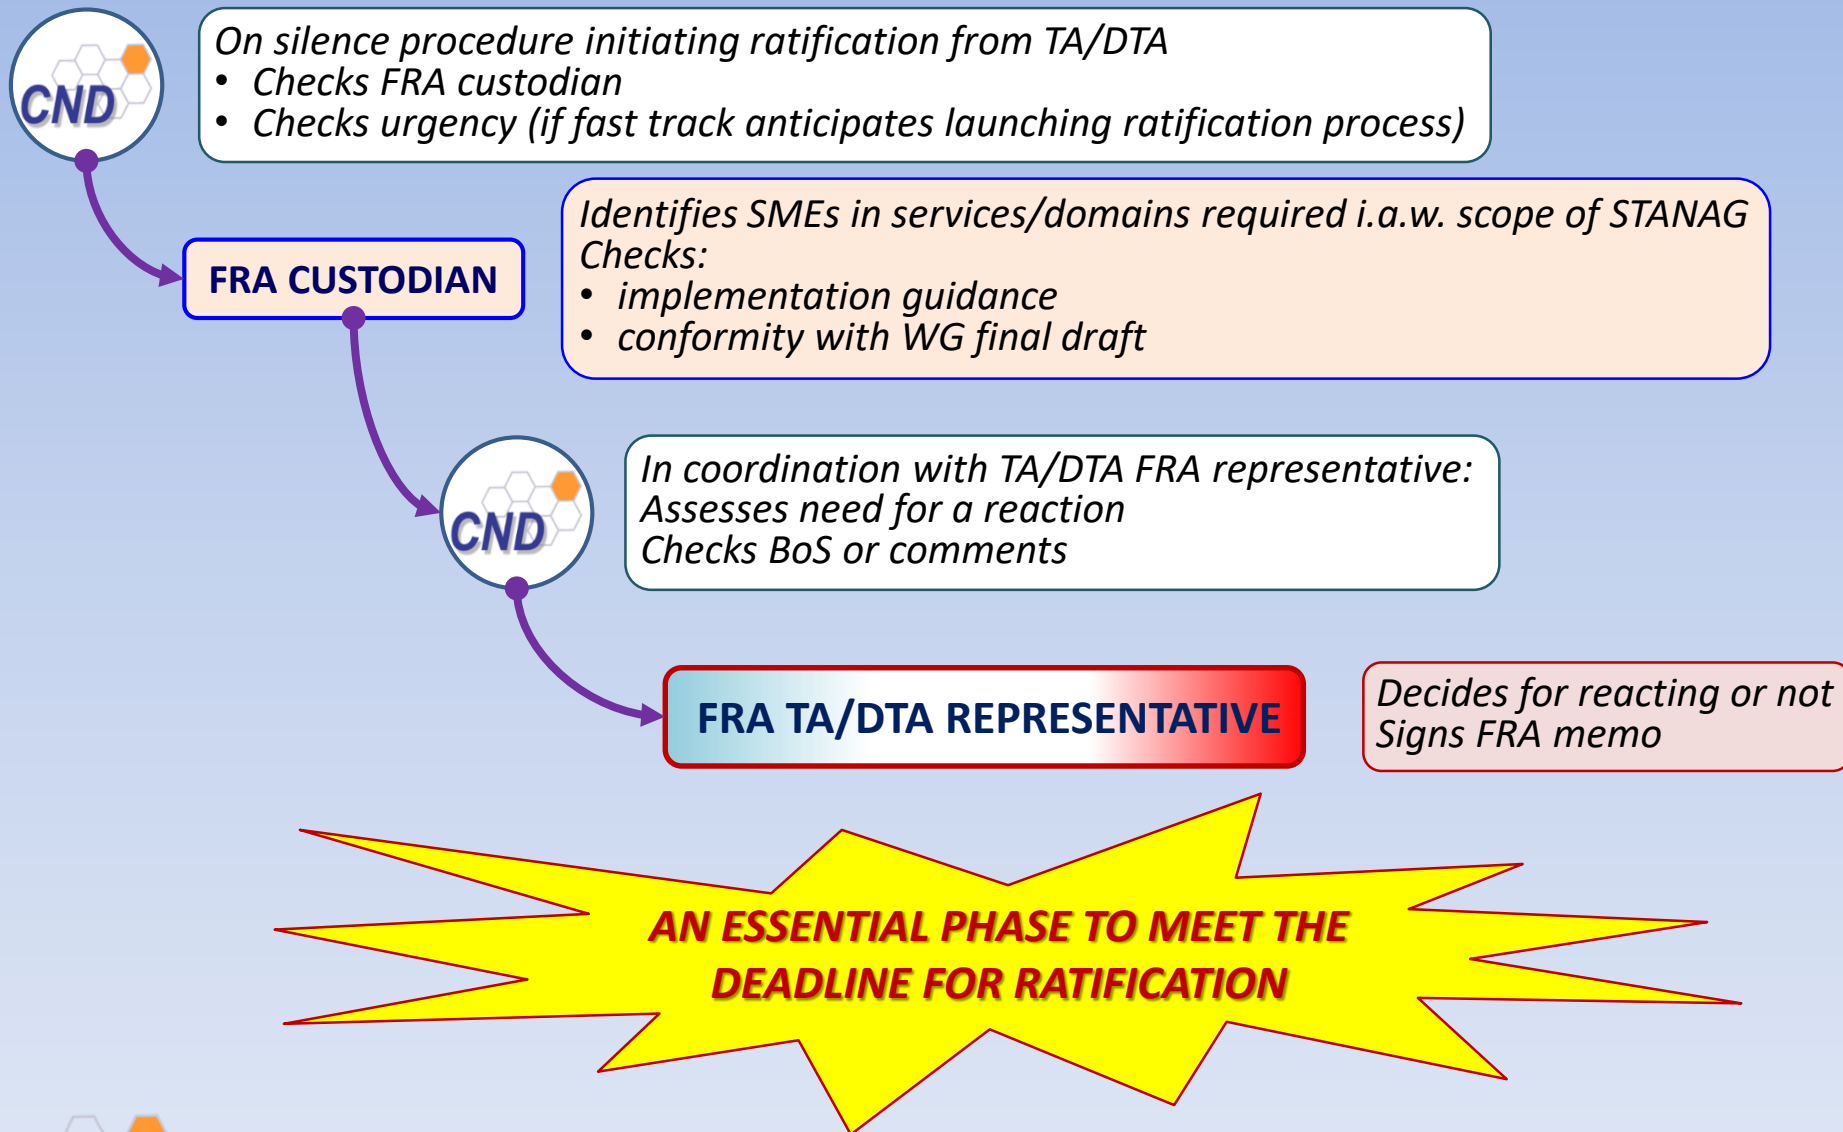 CND
On silence procedure initiating ratification from TA/DTA
• Checks FRA custodian
• Checks urgency (if fast track anticipates launching ratification process)
FRA CUSTODIAN
Identifies SMEs in services/domains required i.a.w. scope of STANAG
Checks:
• implementation guidance
• conformity with WG final draft
CND
In coordination with TA/DTA FRA representative:
Assesses need for a reaction
Checks BoS or comments
FRA TA/DTA REPRESENTATIVE
Decides for reacting or not
Signs FRA memo
AN ESSENTIAL PHASE TO MEET THE
DEADLINE FOR RATIFICATION